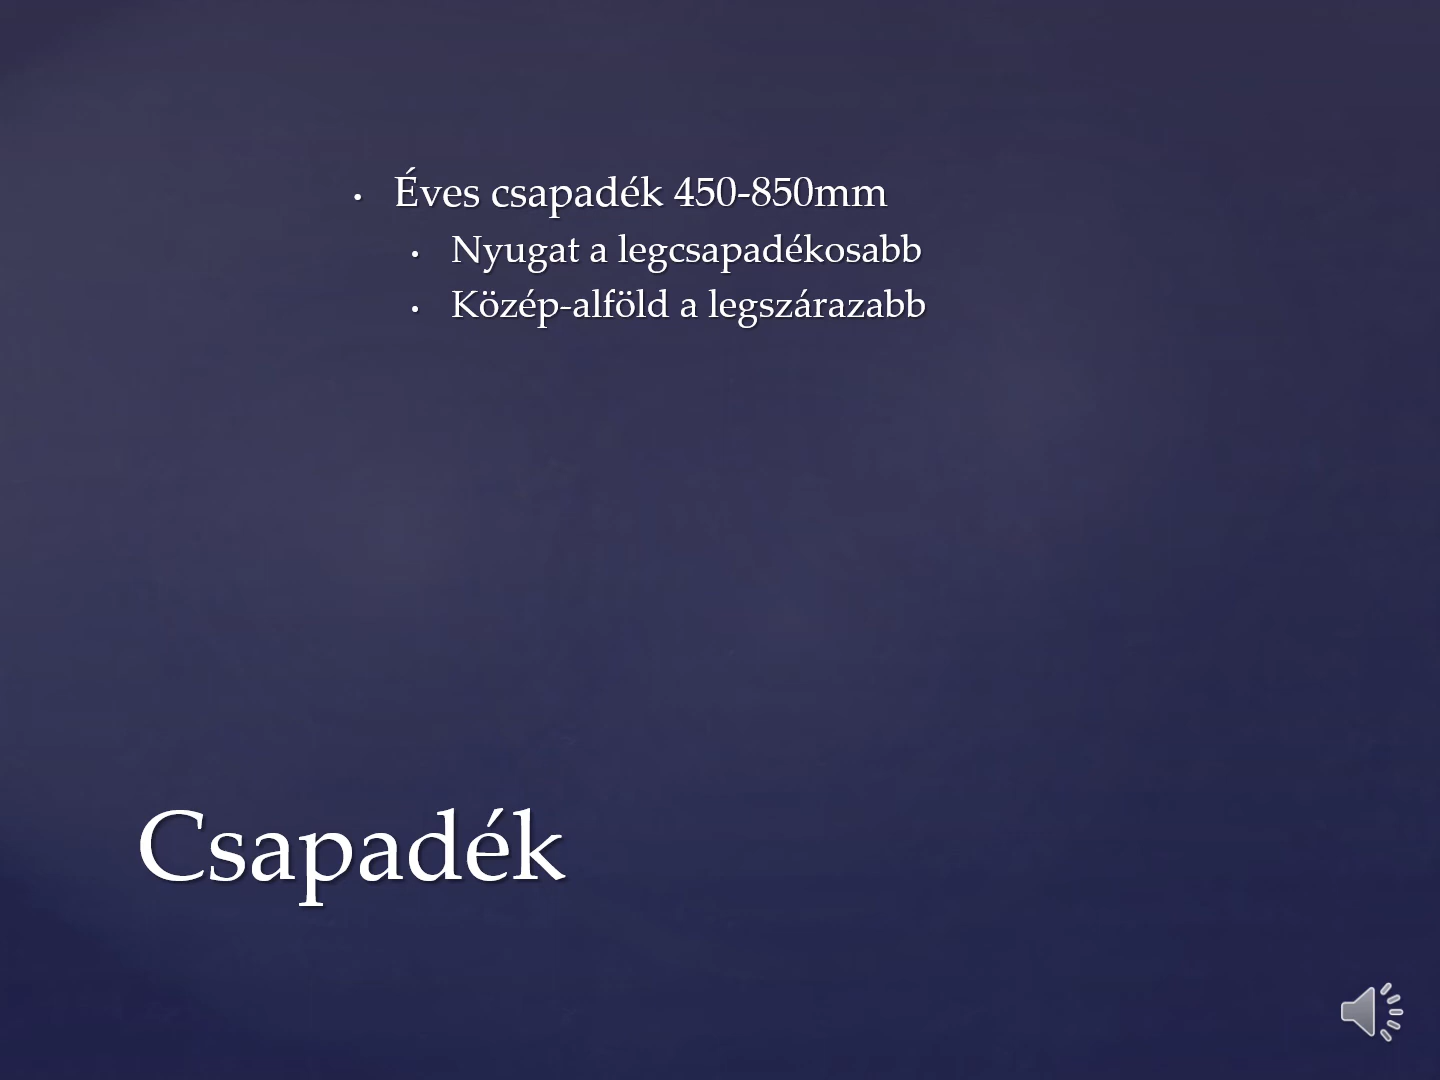 • Éves csapadék 450-850mm
• Nyugat a legcsapadékosabb
• Közép-alföld a legszárazabb
Csapadék